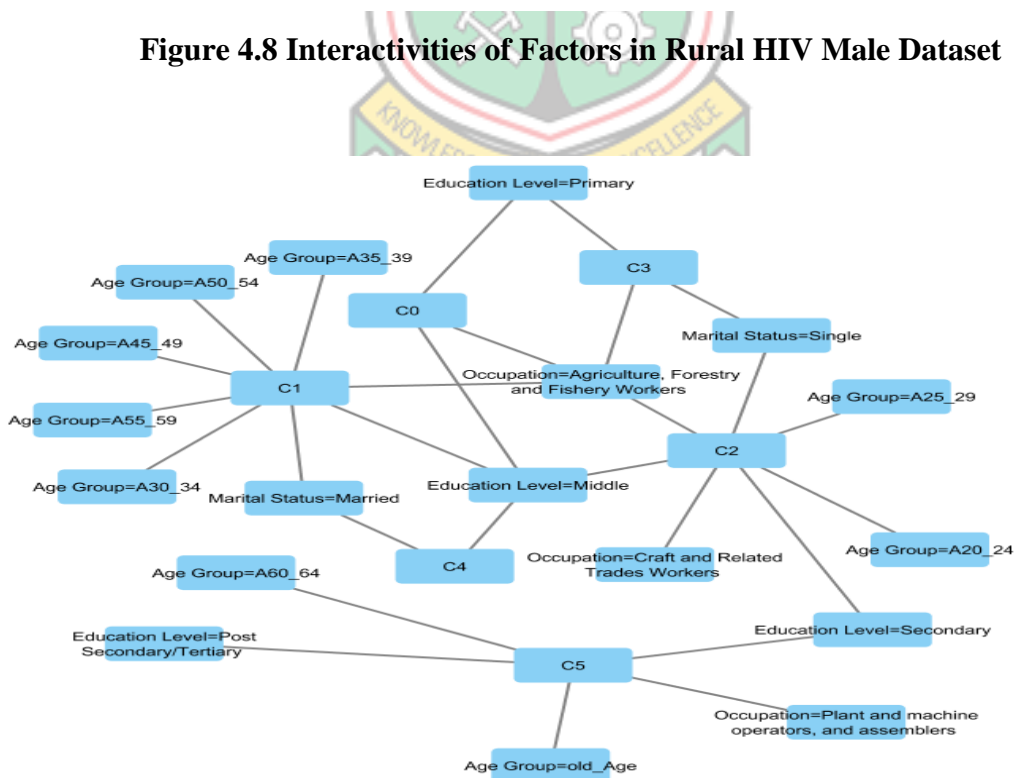 Figure 4.8 Interactivities of Factors in Rural HIV Male Dataset
KNOWLE
EXCELLENCE
Education Level=Primary
Age Group=A35_39
C3
Age Group=A50_54
C0
Marital Status=Single
Age Group=A45_49
Occupation=Agriculture, Forestry
and Fishery Workers
C1
Age Group=A25_29
Age Group=A55_59
C2
Age Group=A30_34
Marital Status=Married
Education Level=Middle
Age Group=A20_24
Occupation=Craft and Related
Trades Workers
C4
Age Group=A60_64
Education Level=Post
Secondary/Tertiary
Education Level=Secondary
C5
Occupation=Plant and machine
operators, and assemblers
Age Group=old_Age